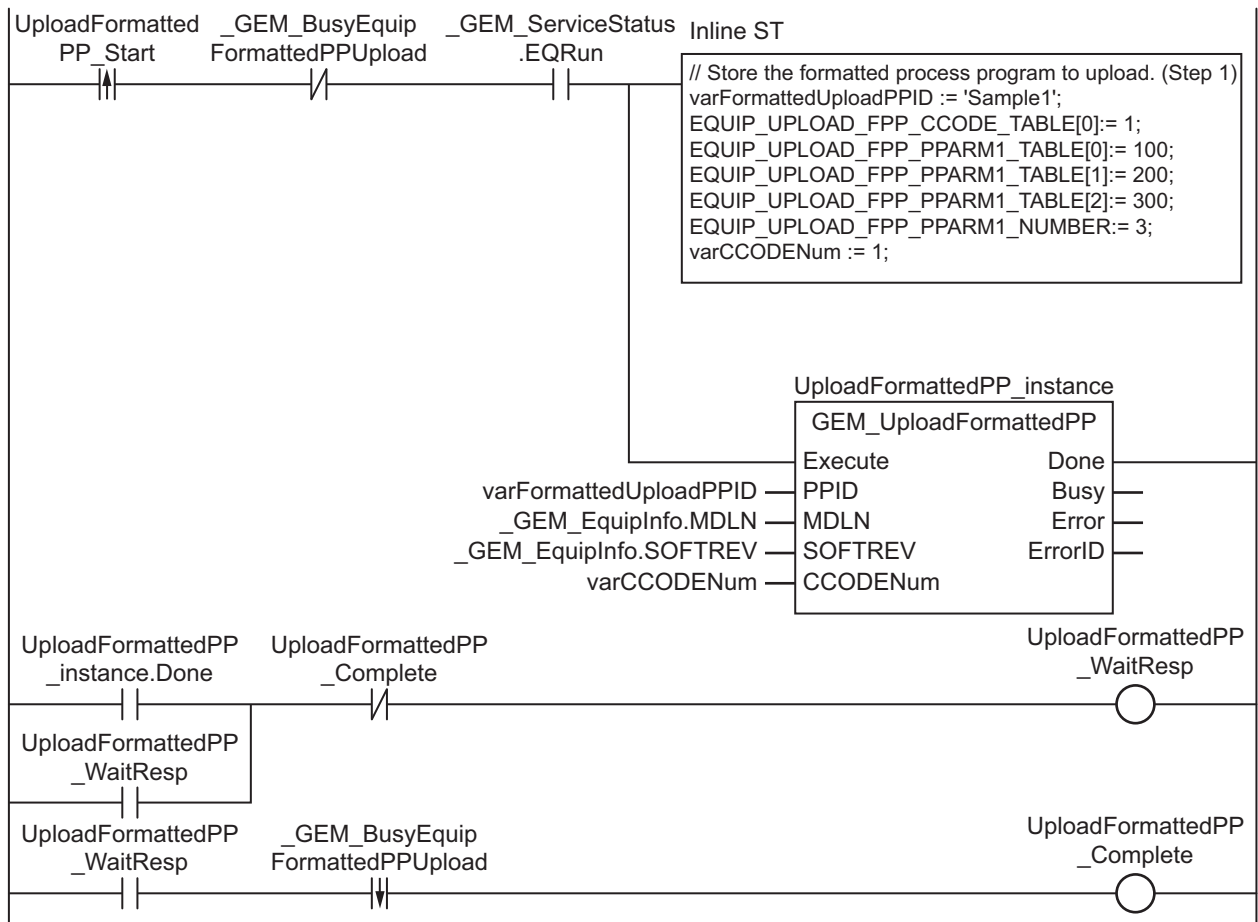 UploadFormatted
PP_Start
_GEM_BusyEquip
FormattedPPUpload
_GEM_ServiceStatus
.EQRun
Inline ST
// Store the formatted process program to upload. (Step 1)
varFormattedUploadPPID := 'Sample1';
EQUIP_UPLOAD_FPP_CCODE_TABLE[0]:= 1;
EQUIP_UPLOAD_FPP_PPARM1_TABLE[0]:= 100;
EQUIP_UPLOAD_FPP_PPARM1_TABLE[1]:= 200;
EQUIP_UPLOAD_FPP_PPARM1_TABLE[2]:= 300;
EQUIP_UPLOAD_FPP_PPARM1_NUMBER:= 3;
varCCODENum := 1;
UploadFormattedPP_instance
GEM_UploadFormattedPP
Execute Done
varFormattedUploadPPID PPID Busy
_GEM_EquipInfo.MDLN MDLN Error
_GEM_EquipInfo.SOFTREV SOFTREV ErrorID
varCCODENum CCODENum
UploadFormattedPP
_instance.Done
UploadFormattedPP
_Complete
UploadFormattedPP
_WaitResp
UploadFormattedPP
_WaitResp
UploadFormattedPP
_WaitResp
_GEM_BusyEquip
FormattedPPUpload
UploadFormattedPP
_Complete